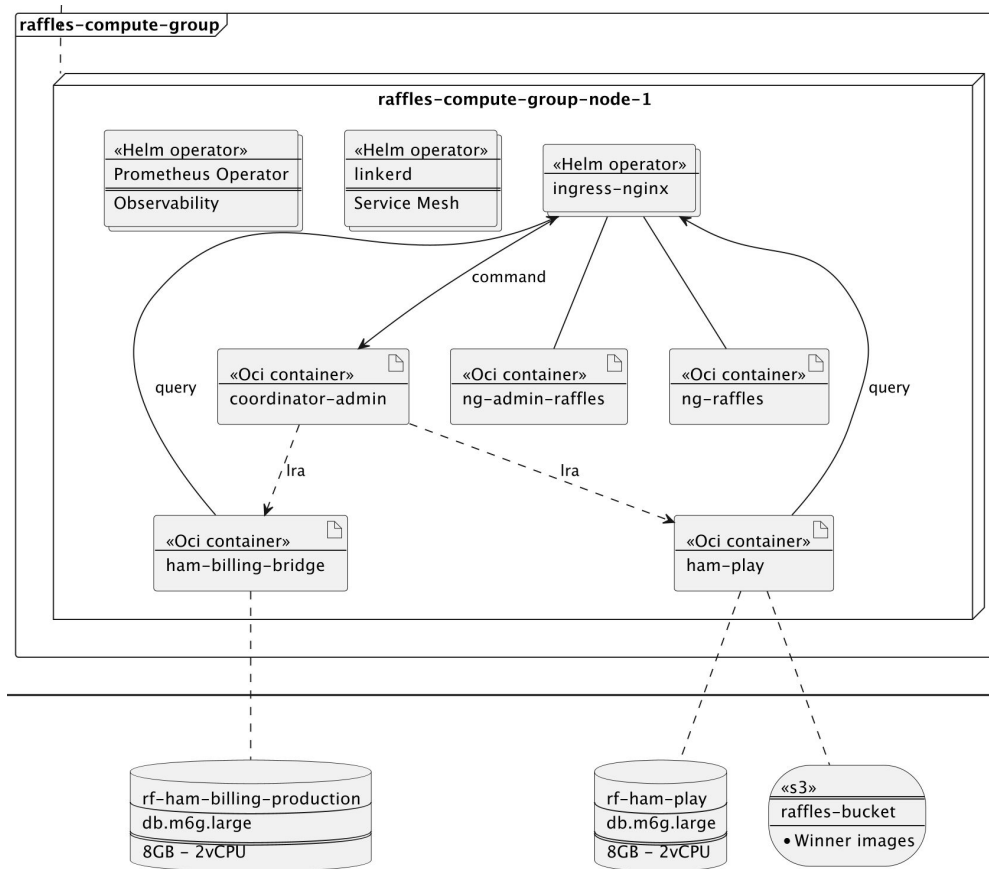 raffles-compute-group
raffles-compute-group-node-1
«Helm operator»
Prometheus Operator
Observability
«Helm operator»
linkerd
Service Mesh
«Helm operator»
ingress-nginx
command
query
query
«Oci container»
coordinator-admin
«Oci container»
ng-admin-raffles
«Oci container»
ng-raffles
Ira
Ira
«Oci container»
ham-billing-bridge
«Oci container»
ham-play
rf-ham-billing-production
db.m6g.large
8GB - 2vCPU
rf-ham-play
db.m6g.large
8GB - 2vCPU
«s3»
raffles-bucket
• Winner images